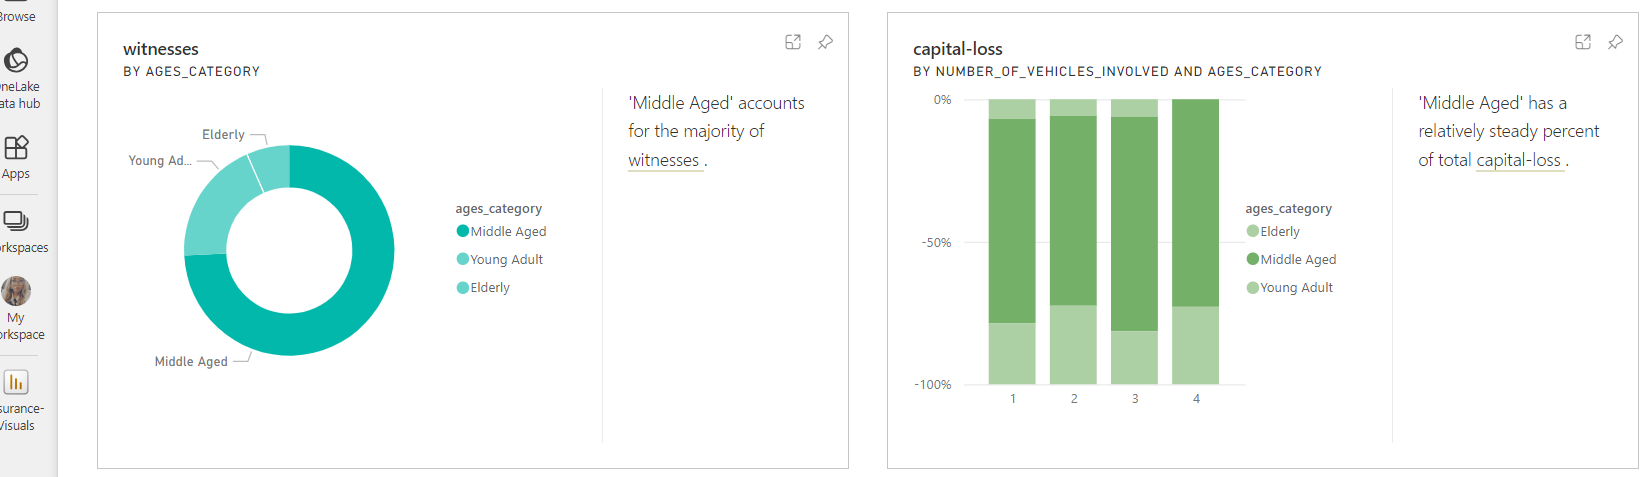 Browse
OneLake
data hub
Apps
Workspaces
My
workspace
Insurance-
Visuals
witnesses
BY AGES_CATEGORY
Elderly
Young Ad...
Middle Aged
ages_category
Middle Aged
Young Adult
Elderly
'Middle Aged' accounts
for the majority of
witnesses .
capital-loss
BY NUMBER_OF_VEHICLES_INVOLVED AND AGES_CATEGORY
0%
-50%
-100%
1 2 3 4
ages_category
Elderly
Middle Aged
Young Adult
'Middle Aged' has a
relatively steady percent
of total capital-loss .